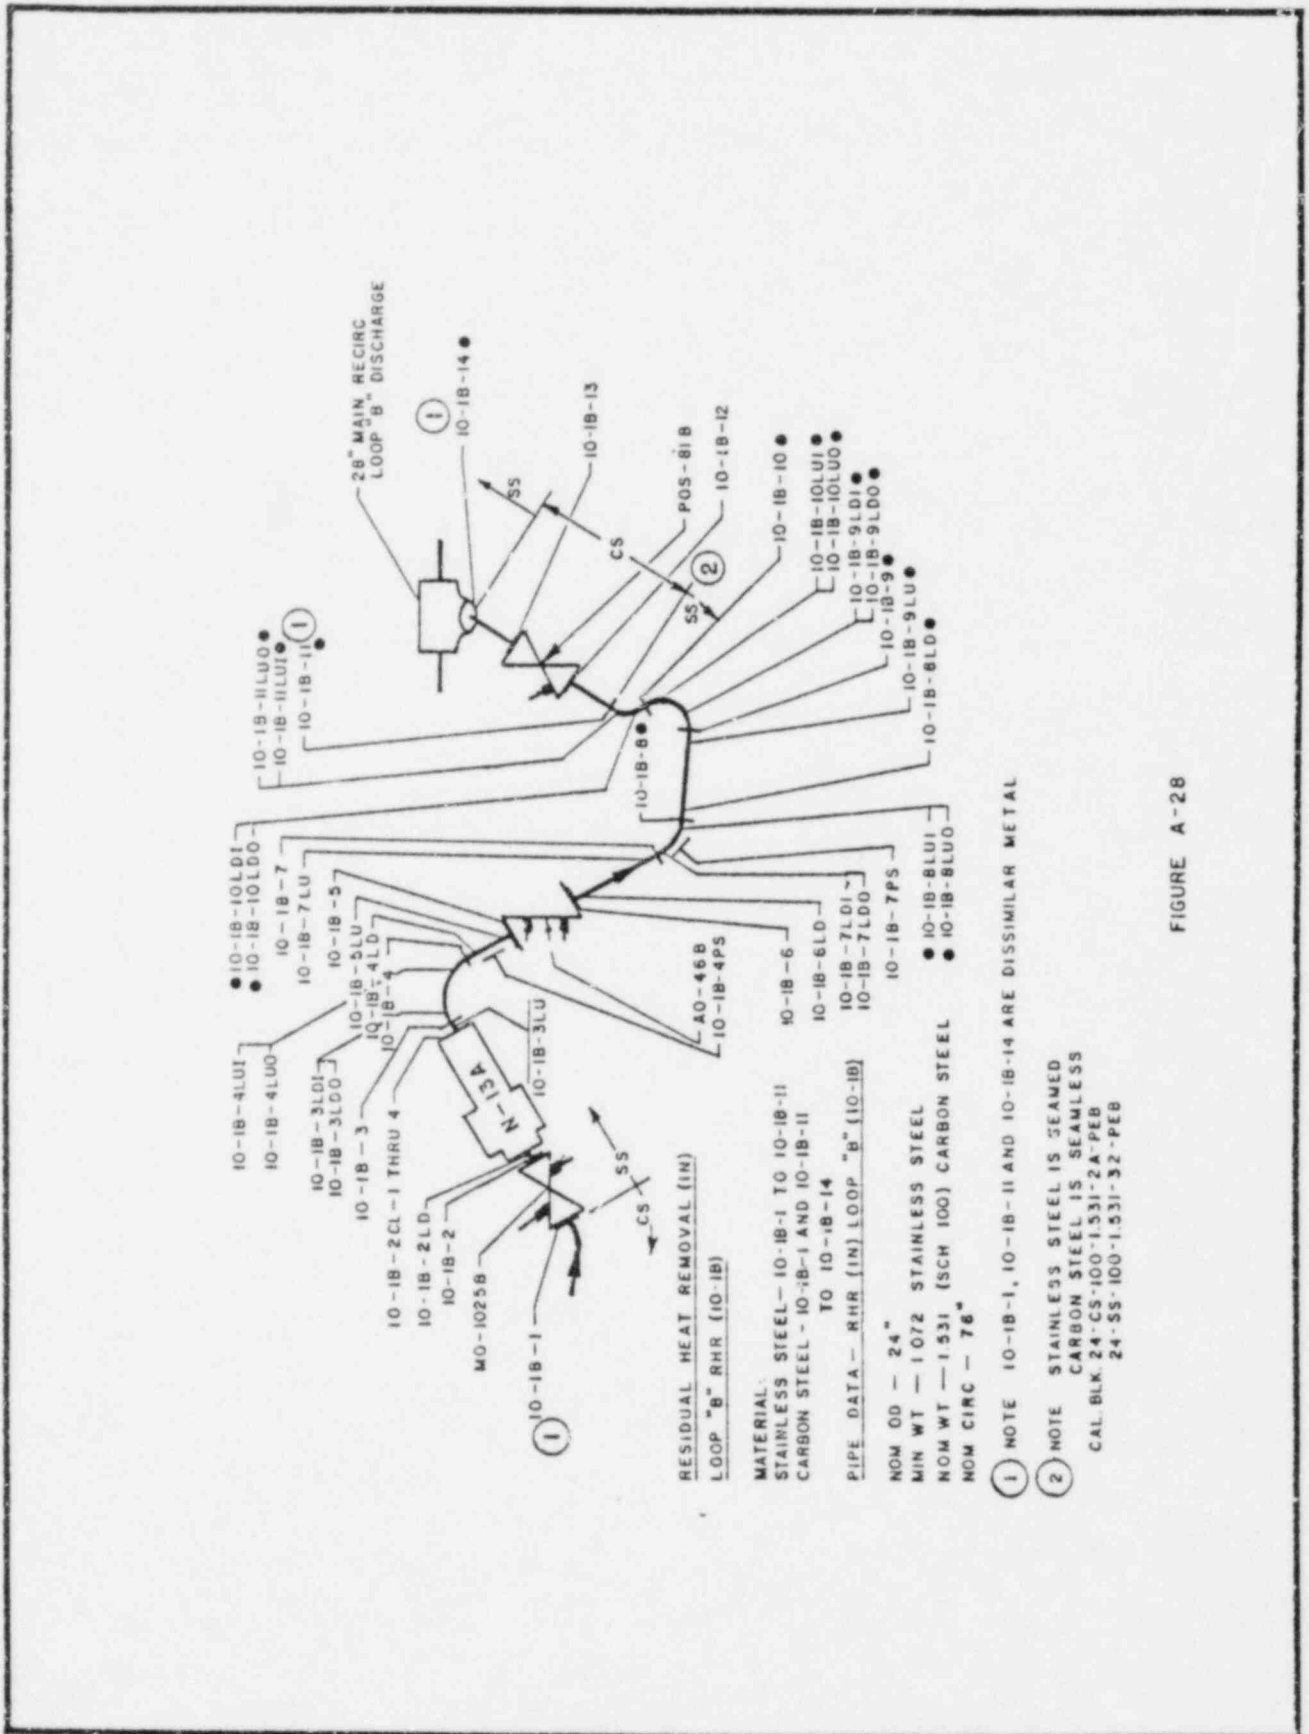 28" MAIN RECIRC
LOOP "B" DISCHARGE
1
10-1B-14
SS
10-1B-13
CS
POS-81B
10-1B-12
SS
2
10-1B-10
10-1B-10LUI
10-1B-10LUO
10-1B-9LDI
10-1B-9LDO
10-1B-9
10-1B-9LU
10-1B-8LD
10-1B-11LUO
10-1B-11LUI
1
10-1B-11
10-1B-8
10-1B-10LDI
10-1B-10LDO
10-1B-7
10-1B-7LU
10-1B-5
10-1B-5LU
10-1B-4LD
10-1B-4
10-1B-4LUI
10-1B-4LUO
10-1B-3LDI
10-1B-3LDO
10-1B-3
10-1B-2CL-1 THRU 4
10-1B-2LD
10-1B-2
MO-1025B
10-1B-1
1
N-13A
10-1B-3LU
SS
CS
AO-46B
10-1B-4PS
10-1B-6
10-1B-6LD
10-1B-7LDI
10-1B-7LDO
10-1B-7PS
10-1B-8LUI
10-1B-8LUO
RESIDUAL HEAT REMOVAL (IN)
LOOP "B" RHR (10-1B)
MATERIAL:
STAINLESS STEEL - 10-1B-1 TO 10-1B-11
CARBON STEEL - 10-1B-1 AND 10-1B-11
TO 10-1B-14
PIPE DATA - RHR (IN) LOOP "B" (10-1B)
NOM OD - 24"
MIN WT - 1.072 STAINLESS STEEL
NOM WT - 1.531 (SCH 100) CARBON STEEL
NOM CIRC - 76"
1 NOTE 10-1B-1, 10-1B-11 AND 10-1B-14 ARE DISSIMILAR METAL
2 NOTE STAINLESS STEEL IS SEAMED
CARBON STEEL IS SEAMLESS
CAL. BLK. 24-CS-100-1.531-2A-PEB
24-SS-100-1.531-32-PEB
FIGURE A-28